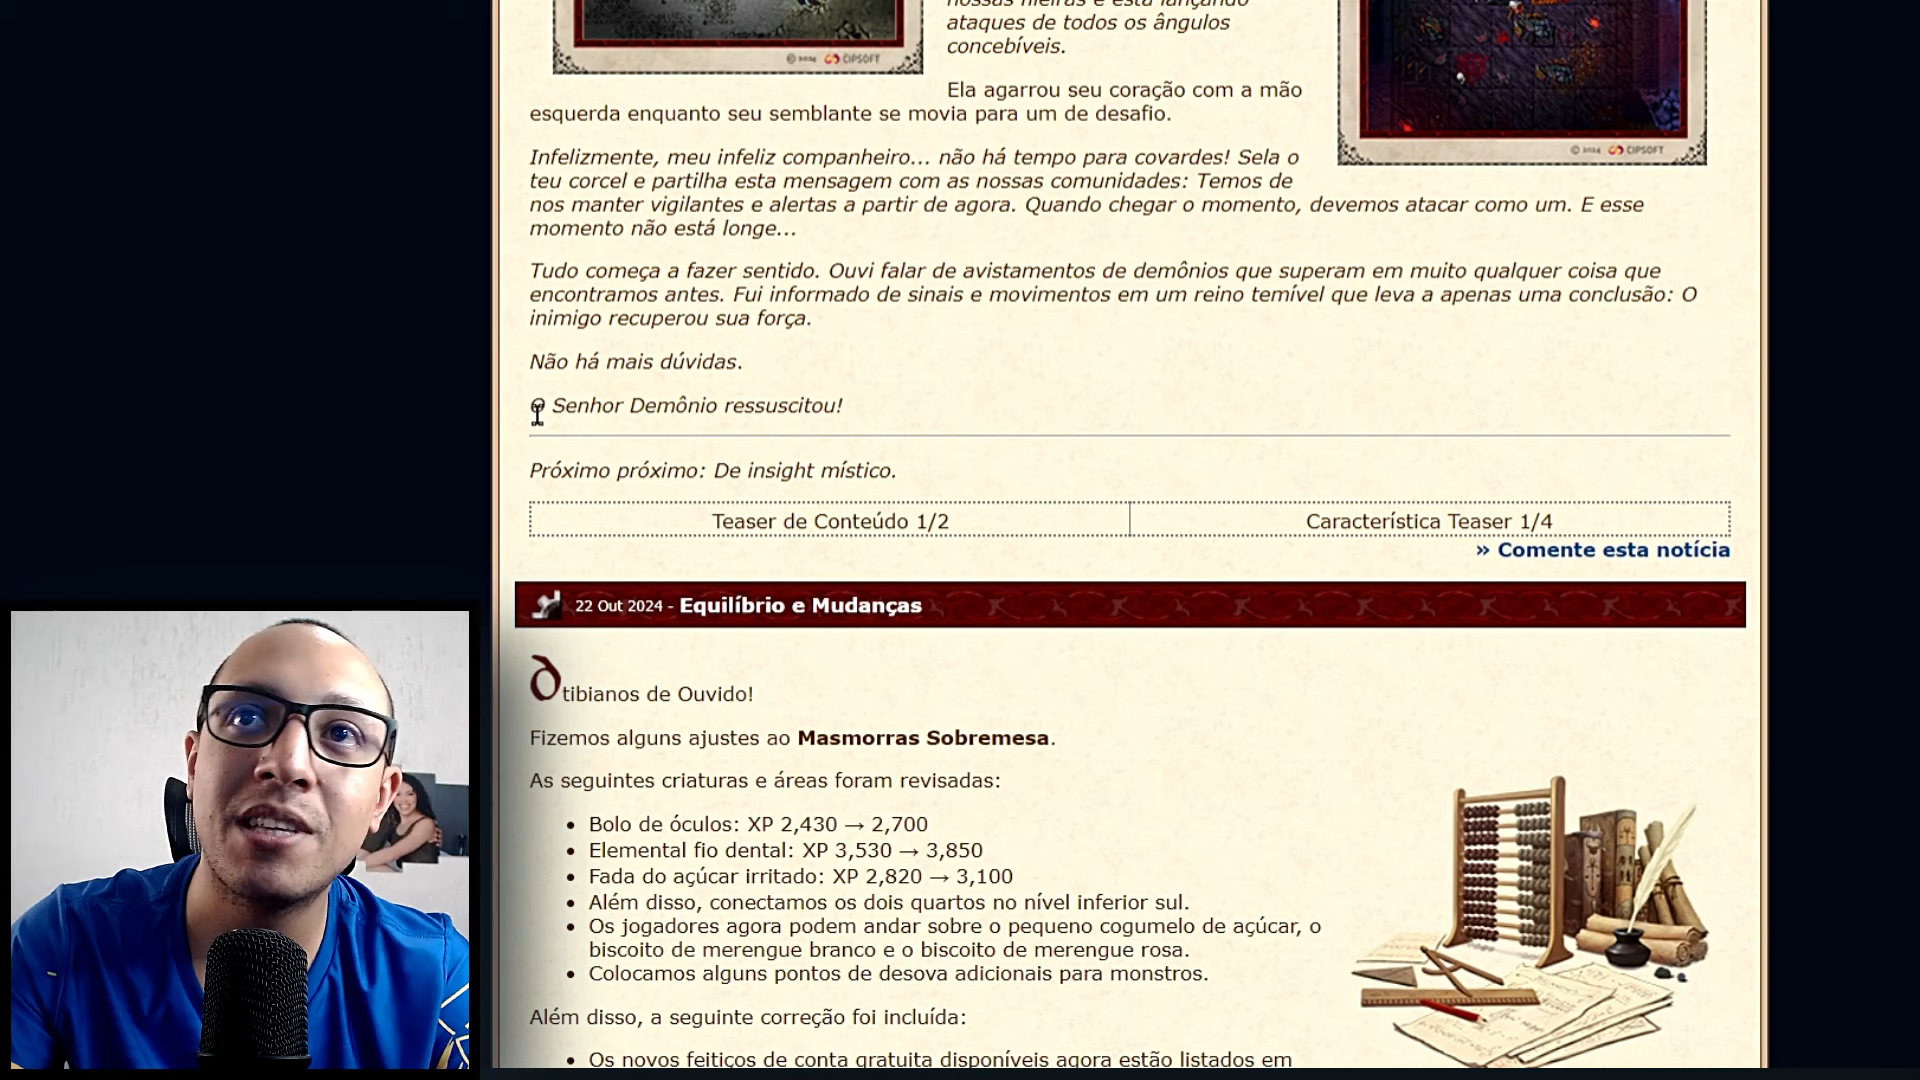 ataques de todos os ângulos
concebíveis.
© 2024 CIPSOFT
Ela agarrou seu coração com a mão
esquerda enquanto seu semblante se movia para um de desafio.
© 2024 CIPSOFT
Infelizmente, meu infeliz companheiro... não há tempo para covardes! Sela o
teu corcel e partilha esta mensagem com as nossas comunidades: Temos de
nos manter vigilantes e alertas a partir de agora. Quando chegar o momento, devemos atacar como um. E esse
momento não está longe...
Tudo começa a fazer sentido. Ouvi falar de avistamentos de demônios que superam em muito qualquer coisa que
encontramos antes. Fui informado de sinais e movimentos em um reino temível que leva a apenas uma conclusão: O
inimigo recuperou sua força.
Não há mais dúvidas.
O Senhor Demônio ressuscitou!
Próximo próximo: De insight místico.
Teaser de Conteúdo 1/2
Característica Teaser 1/4
» Comente esta notícia
22 Out 2024 - Equilíbrio e Mudanças
tibianos de Ouvido!
Fizemos alguns ajustes ao Masmorras Sobremesa.
As seguintes criaturas e áreas foram revisadas:
• Bolo de óculos: XP 2,430 → 2,700
• Elemental fio dental: XP 3,530 → 3,850
• Fada do açúcar irritado: XP 2,820 → 3,100
• Além disso, conectamos os dois quartos no nível inferior sul.
• Os jogadores agora podem andar sobre o pequeno cogumelo de açúcar, o
biscoito de merengue branco e o biscoito de merengue rosa.
• Colocamos alguns pontos de desova adicionais para monstros.
Além disso, a seguinte correção foi incluída:
• Os novos feitiços de conta gratuita disponíveis agora estão listados em